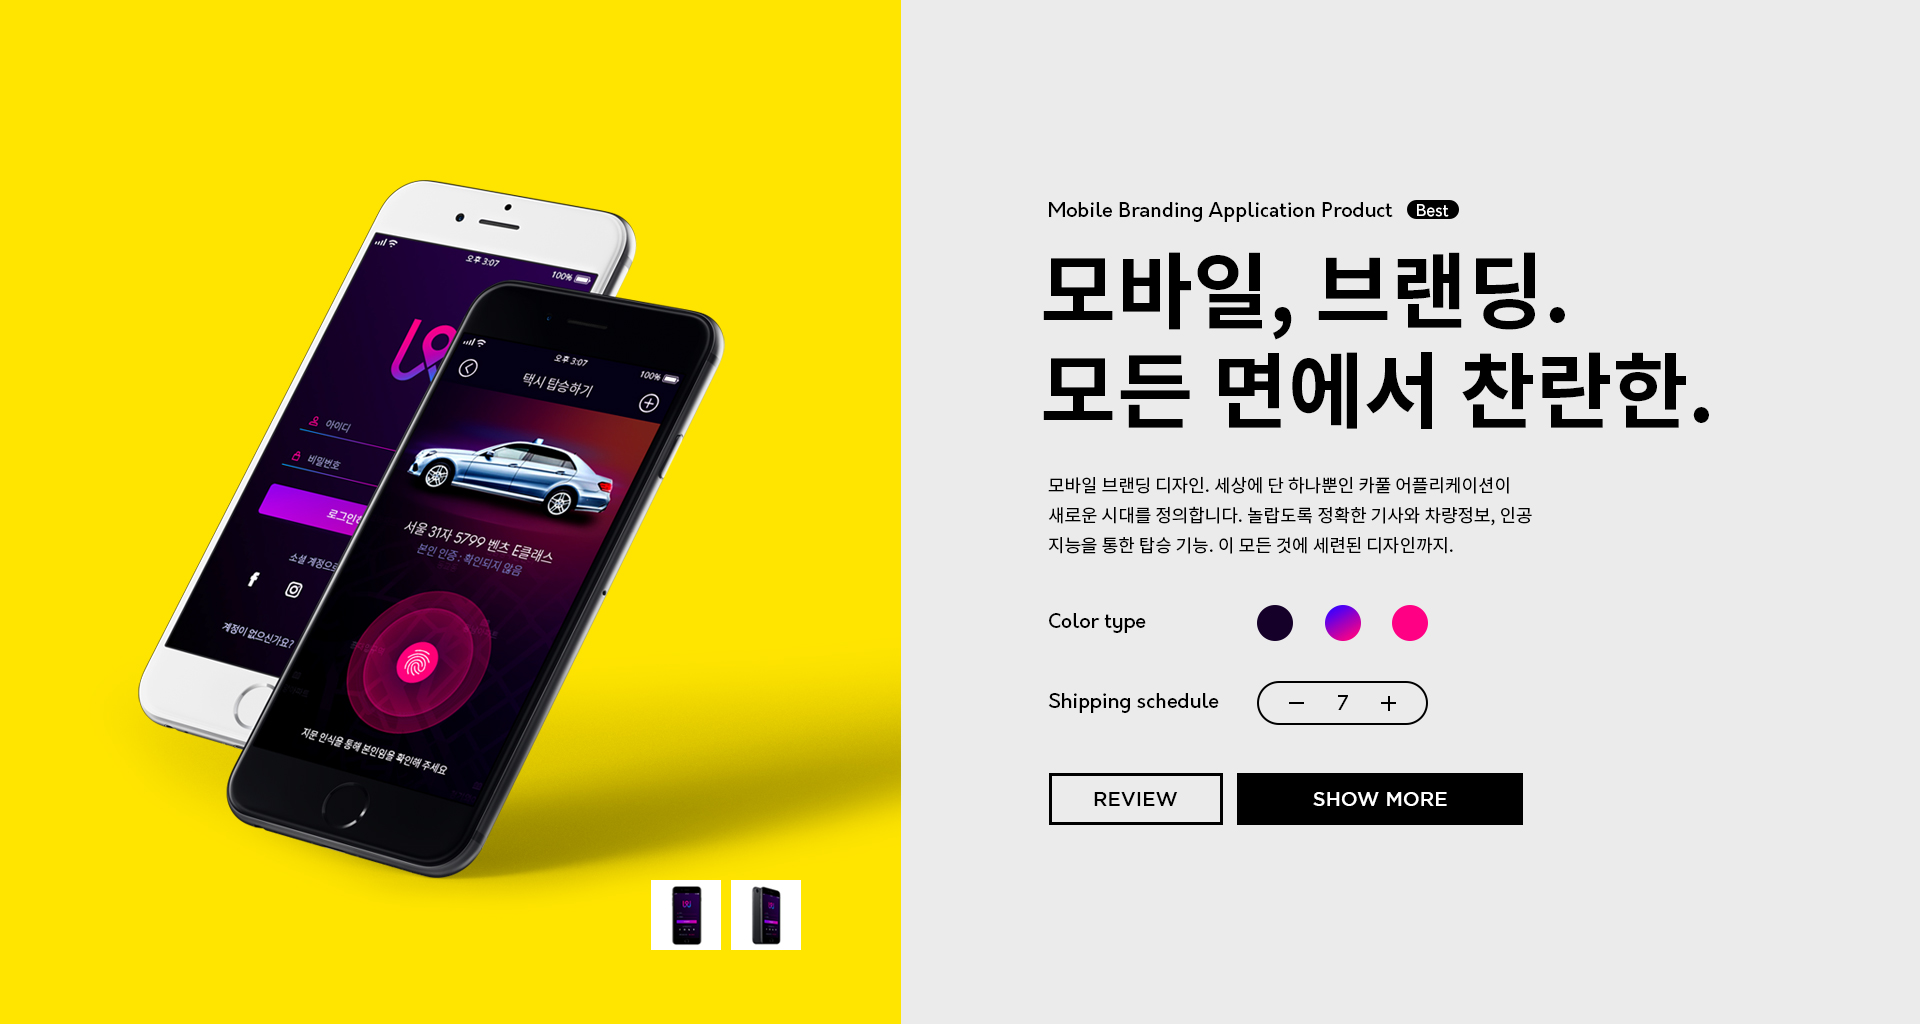 오후 3:07
100%
아이디
비밀번호
로그인하
소셜 계정으로
계정이 없으신가요?
오후 3:07
100%
택시 탑승하기
서울 31자 5799 벤츠 E클래스
본인 인증 : 확인되지 않음
지문 인식을 통해 본인임을 확인해 주세요
Mobile Branding Application Product Best
모바일, 브랜딩.
모든 면에서 찬란한.
모바일 브랜딩 디자인. 세상에 단 하나뿐인 카풀 어플리케이션이
새로운 시대를 정의합니다. 놀랍도록 정확한 기사와 차량정보, 인공
지능을 통한 탑승 기능. 이 모든 것에 세련된 디자인까지.
Color type
Shipping schedule − 7 +
REVIEW SHOW MORE